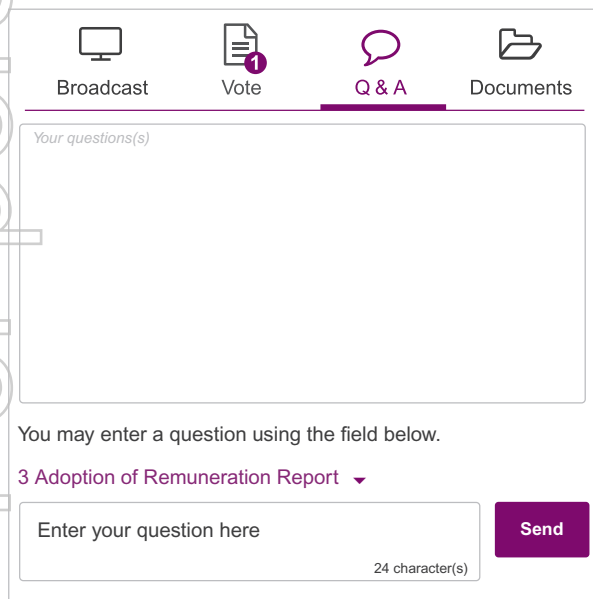 1
Broadcast Vote Q & A Documents
Your questions(s)
You may enter a question using the field below.
3 Adoption of Remuneration Report
Enter your question here Send
24 character(s)